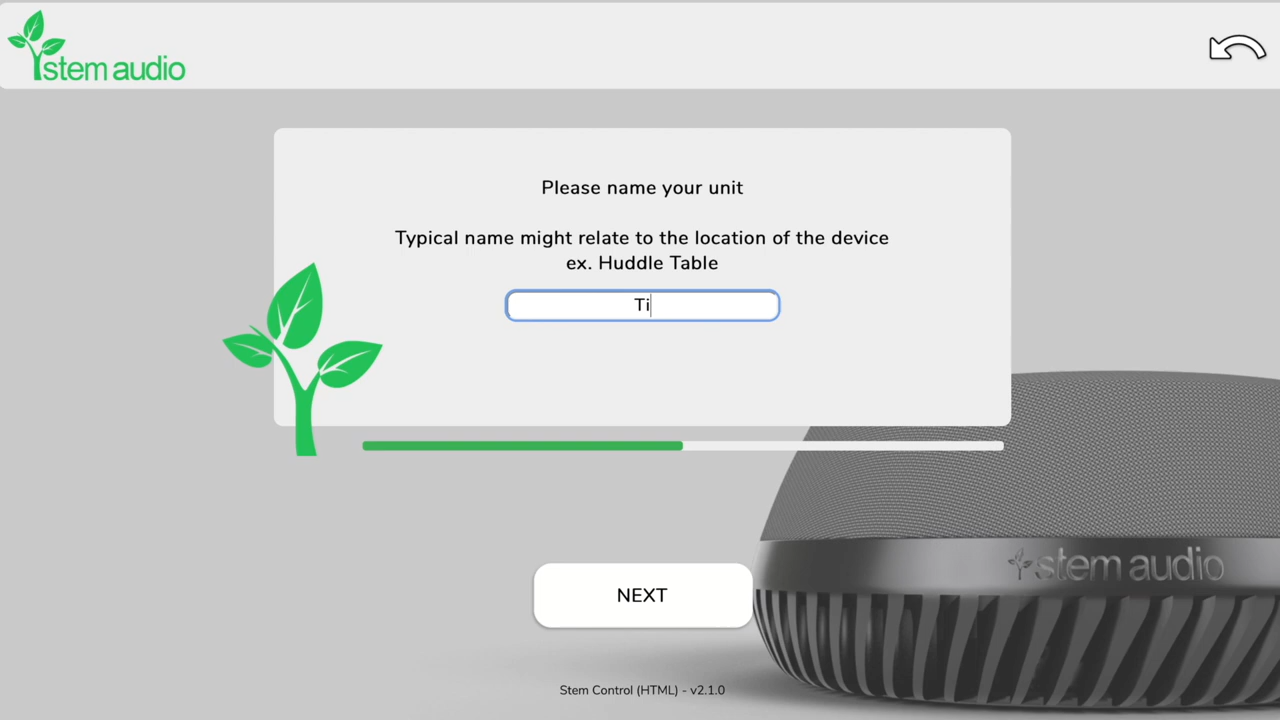 stem audio
Please name your unit
Typical name might relate to the location of the device
ex. Huddle Table
Ti
NEXT
stem audio
Stem Control (HTML) - v2.1.0